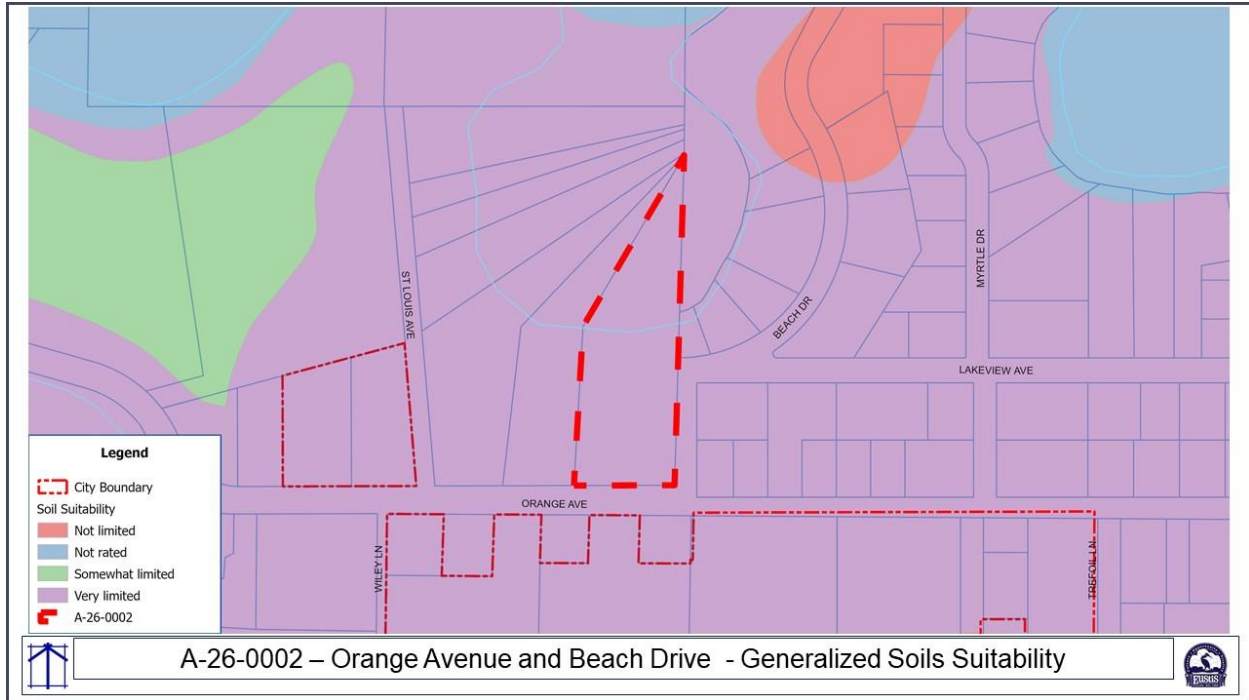 ST LOUIS AVE
BEACH DR
MYRTLE DR
LAKEVIEW AVE
ORANGE AVE
WILEY LN
TREFOIL LN
Legend
City Boundary
Soil Suitability
Not limited
Not rated
Somewhat limited
Very limited
A-26-0002
A-26-0002 – Orange Avenue and Beach Drive - Generalized Soils Suitability
EUSTIS